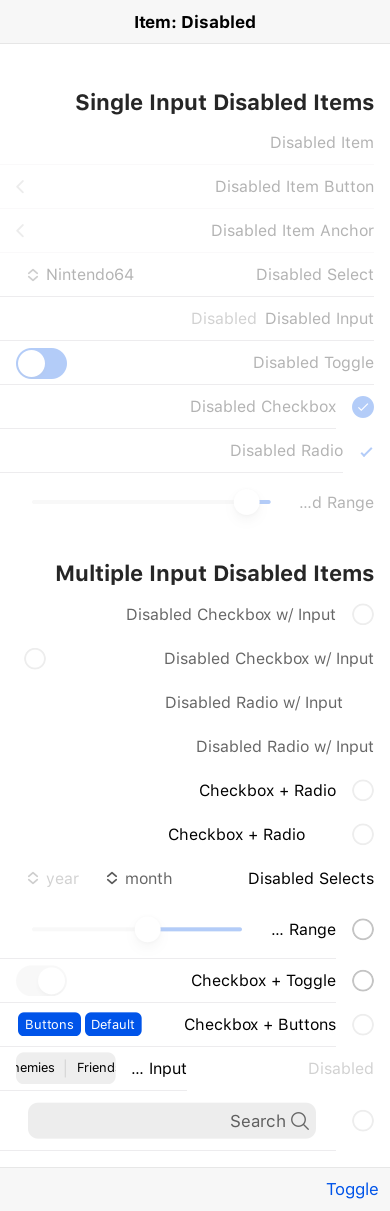 Item: Disabled
Single Input Disabled Items
Disabled Item
Disabled Item Button
Disabled Item Anchor
Disabled Select Nintendo64
Disabled Input Disabled
Disabled Toggle
Disabled Checkbox
Disabled Radio
...d Range
Multiple Input Disabled Items
Disabled Checkbox w/ Input
Disabled Checkbox w/ Input
Disabled Radio w/ Input
Disabled Radio w/ Input
Checkbox + Radio
Checkbox + Radio
Disabled Selects month year
... Range
Checkbox + Toggle
Checkbox + Buttons Default Buttons
Disabled ... Input Friend nemies
Search
Toggle